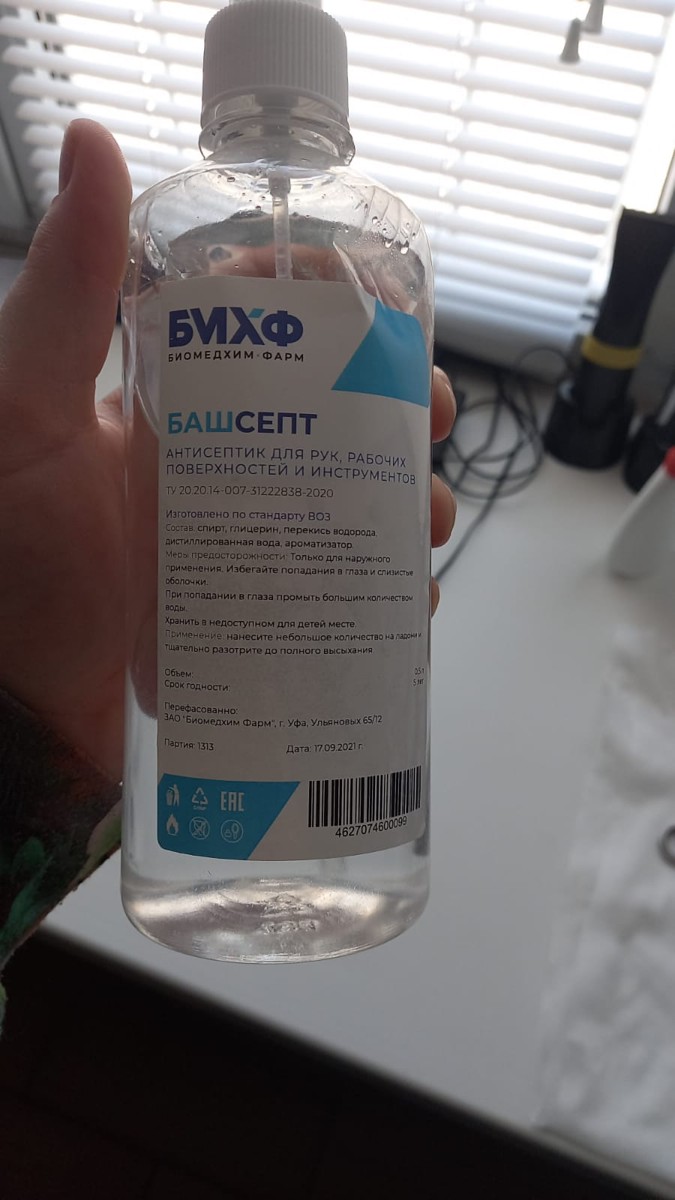 БИХФ
БИОМЕДХИМ·ФАРМ
БАШСЕПТ
АНТИСЕПТИК ДЛЯ РУК, РАБОЧИХ
ПОВЕРХНОСТЕЙ И ИНСТРУМЕНТОВ
ТУ 20.20.14-007-31222838-2020
Изготовлено по стандарту ВОЗ
Состав: спирт, глицерин, перекись водорода,
дистиллированная вода, ароматизатор.
Меры предосторожности: Только для наружного
применения. Избегайте попадания в глаза и слизистые
оболочки.
При попадании в глаза промыть большим количеством
воды.
Хранить в недоступном для детей месте.
Применение: нанесите небольшое количество на ладони и
тщательно разотрите до полного высыхания.
Объем: 0,5 л
Срок годности: 5 лет
Перефасованно:
ЗАО "Биомедхим Фарм", г. Уфа, Ульяновых 65/12
Партия: 1313 Дата: 17.09.2021 г.
EAC
4627074600099